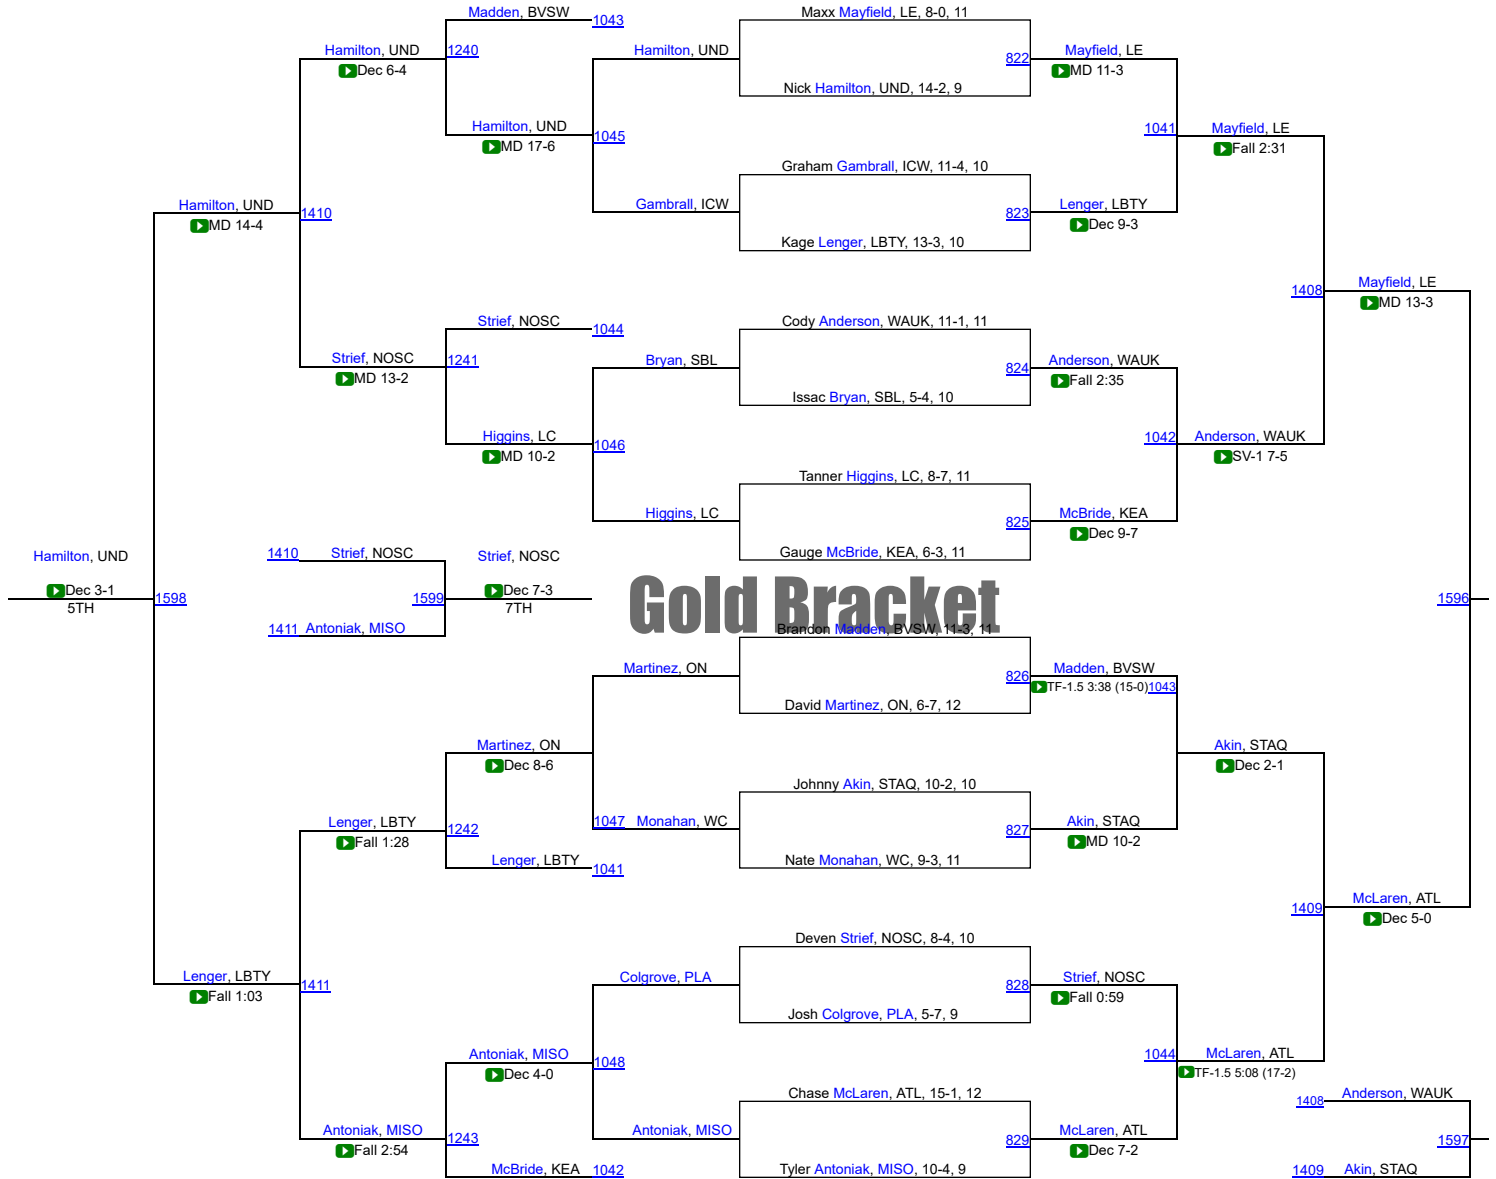 Madden, BVSW
1043
Maxx Mayfield, LE, 8-0, 11
Hamilton, UND
1240
Hamilton, UND
822
Mayfield, LE
Dec 6-4
MD 11-3
Nick Hamilton, UND, 14-2, 9
Hamilton, UND
1045
1041
Mayfield, LE
MD 17-6
Fall 2:31
Graham Gambrall, ICW, 11-4, 10
Hamilton, UND
1410
Gambrall, ICW
823
Lenger, LBTY
MD 14-4
Dec 9-3
Kage Lenger, LBTY, 13-3, 10
1408
Mayfield, LE
MD 13-3
Strief, NOSC
1044
Cody Anderson, WAUK, 11-1, 11
Strief, NOSC
1241
Bryan, SBL
824
Anderson, WAUK
MD 13-2
Fall 2:35
Issac Bryan, SBL, 5-4, 10
Higgins, LC
1046
1042
Anderson, WAUK
MD 10-2
SV-1 7-5
Tanner Higgins, LC, 8-7, 11
Higgins, LC
825
McBride, KEA
Dec 9-7
Gauge McBride, KEA, 6-3, 11
Hamilton, UND
1410
Strief, NOSC
Strief, NOSC
Dec 3-1
1598
1599
Dec 7-3
1596
5TH
7TH
Gold Bracket
1411
Antoniak, MISO
Brandon Madden, BVSW, 11-3, 11
Martinez, ON
826
Madden, BVSW
TF-1.5 3:38 (15-0)
1043
David Martinez, ON, 6-7, 12
Martinez, ON
Akin, STAQ
Dec 8-6
Dec 2-1
Johnny Akin, STAQ, 10-2, 10
Lenger, LBTY
1242
1047
Monahan, WC
827
Akin, STAQ
Fall 1:28
MD 10-2
Lenger, LBTY
1041
Nate Monahan, WC, 9-3, 11
1409
McLaren, ATL
Dec 5-0
Deven Strief, NOSC, 8-4, 10
Lenger, LBTY
1411
Colgrove, PLA
828
Strief, NOSC
Fall 1:03
Fall 0:59
Josh Colgrove, PLA, 5-7, 9
Antoniak, MISO
1048
1044
McLaren, ATL
Dec 4-0
TF-1.5 5:08 (17-2)
Chase McLaren, ATL, 15-1, 12
1408
Anderson, WAUK
Antoniak, MISO
1243
Antoniak, MISO
829
McLaren, ATL
1597
Fall 2:54
Dec 7-2
McBride, KEA
1042
Tyler Antoniak, MISO, 10-4, 9
1409
Akin, STAQ